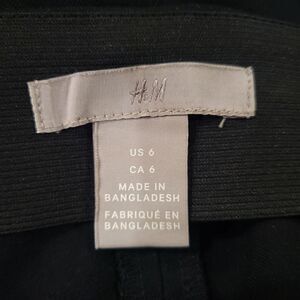 H&M
US 6
CA 6
MADE IN
BANGLADESH
FABRIQUÉ EN
BANGLADESH